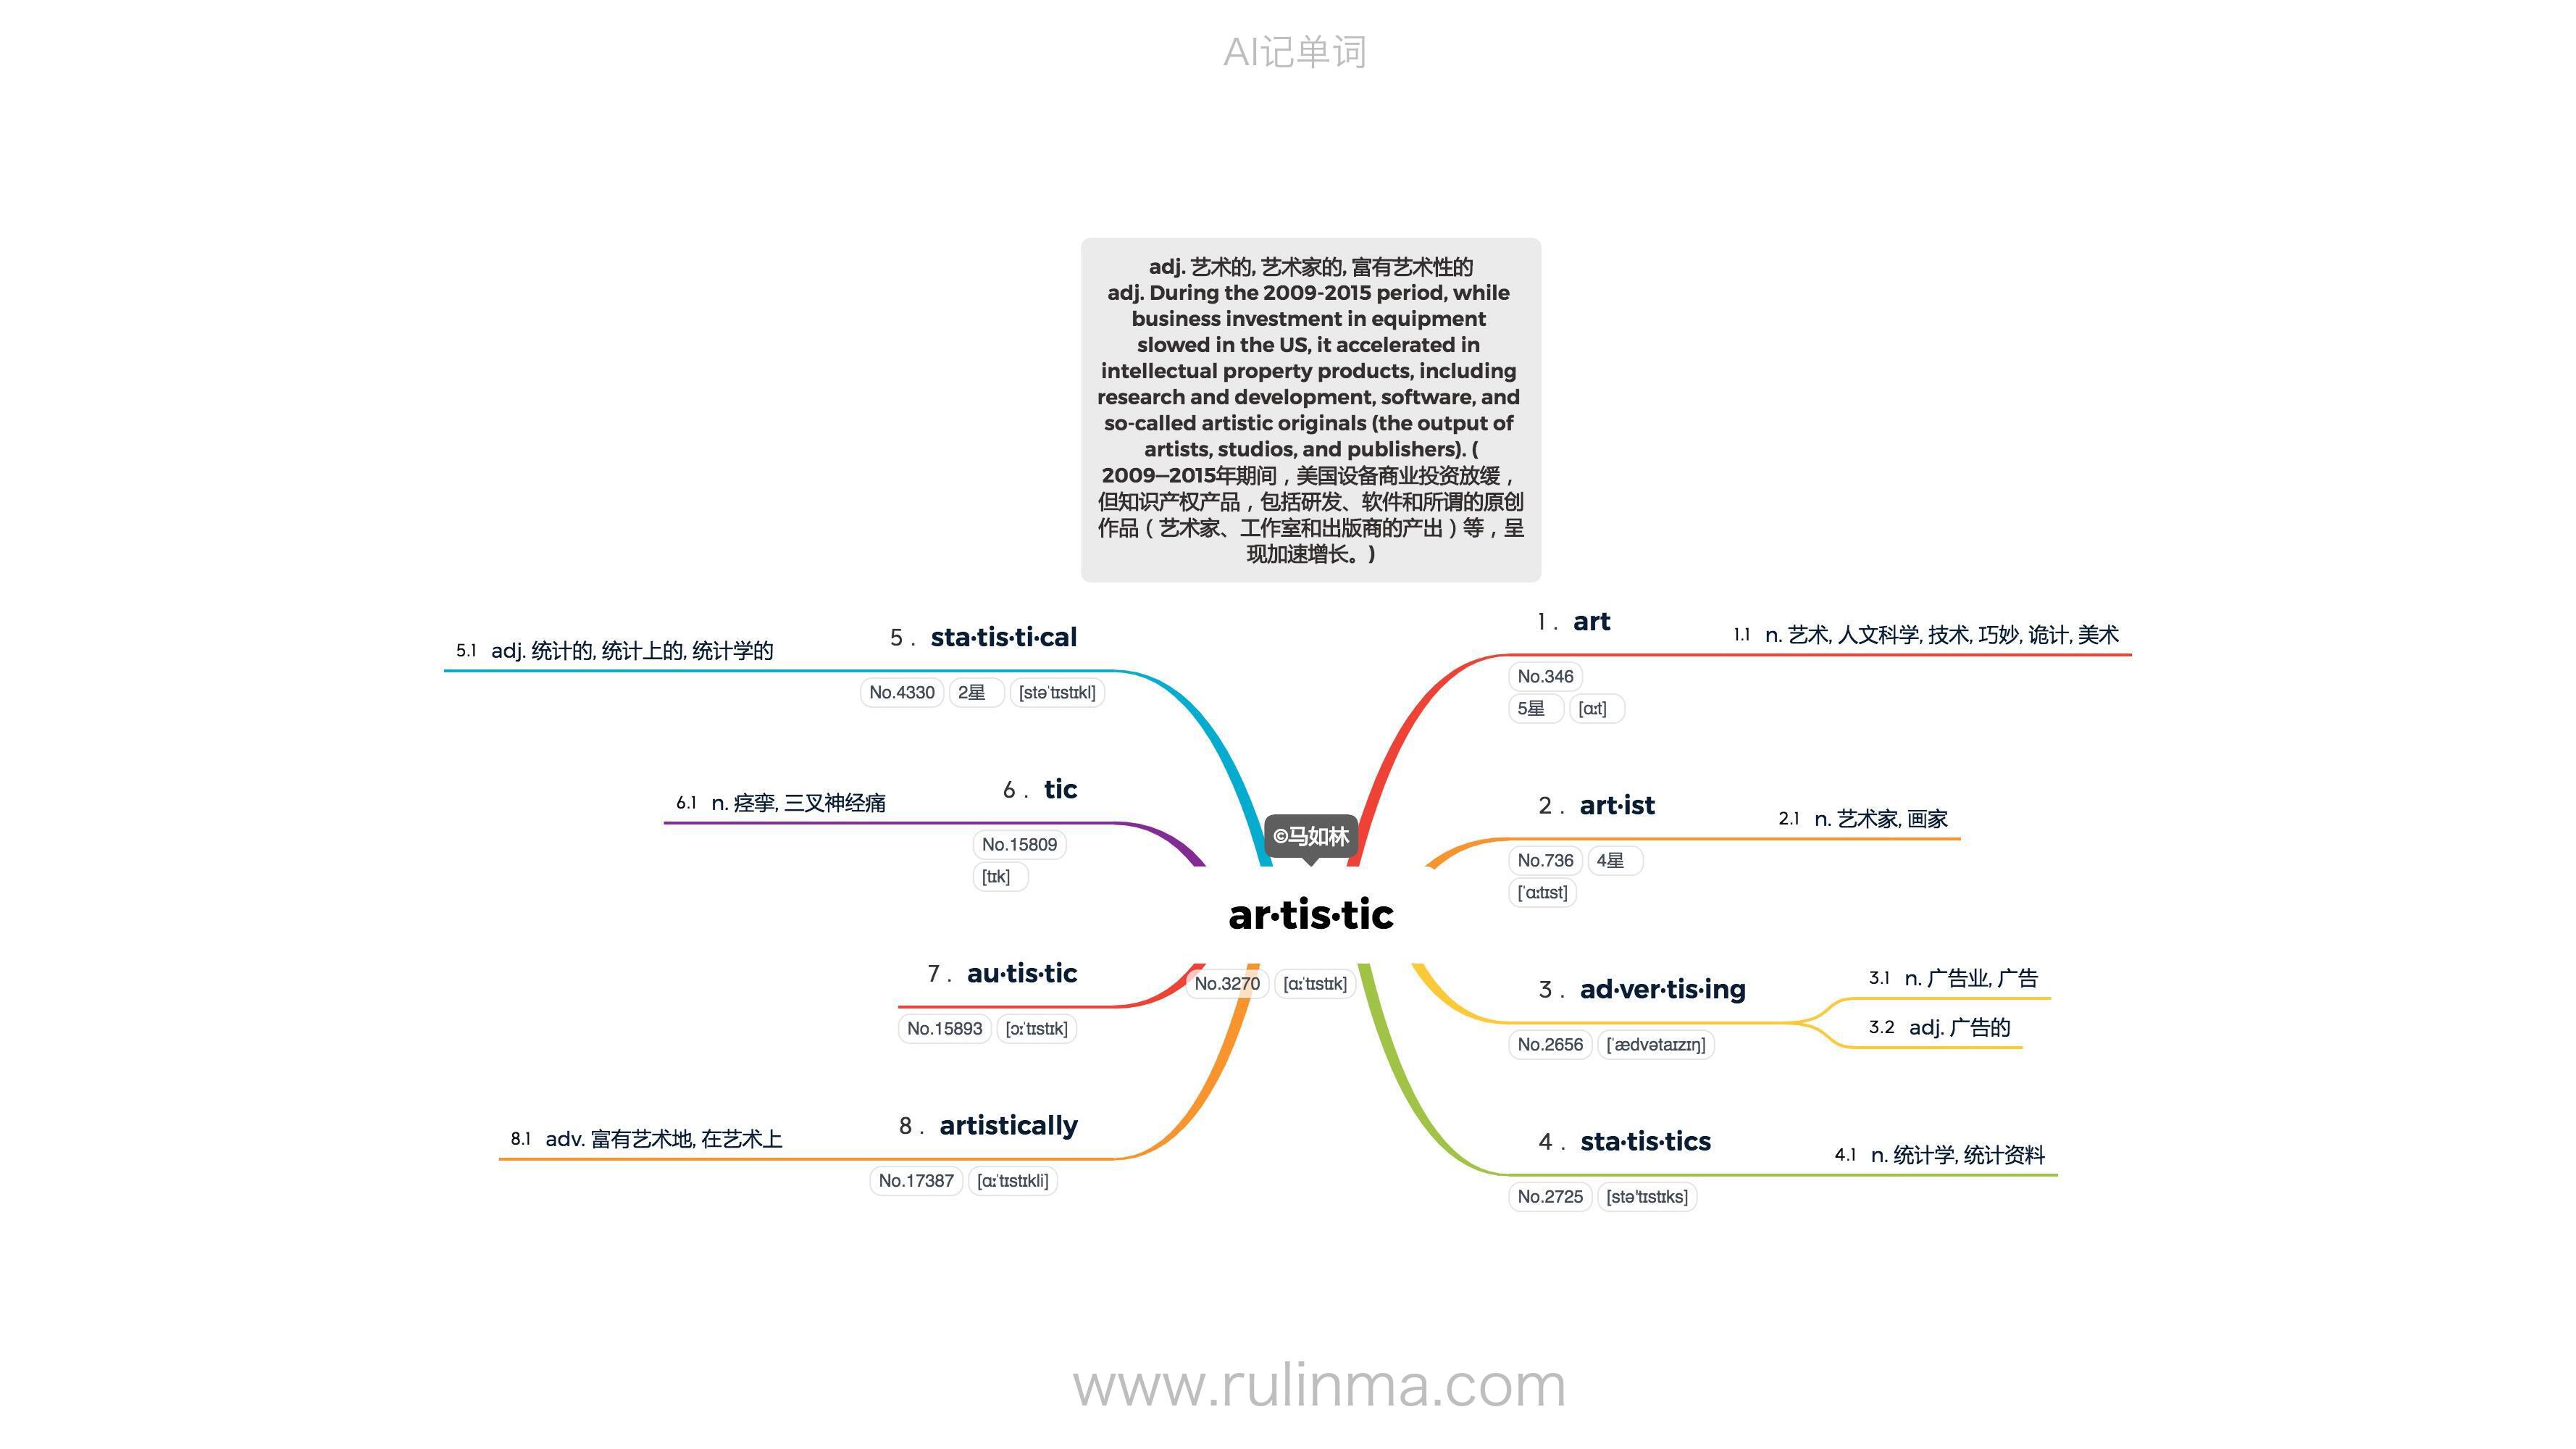 AI记单词
adj. 艺术的, 艺术家的, 富有艺术性的
adj. During the 2009-2015 period, while
business investment in equipment
slowed in the US, it accelerated in
intellectual property products, including
research and development, software, and
so-called artistic originals (the output of
artists, studios, and publishers). (
2009—2015年期间，美国设备商业投资放缓，
但知识产权产品，包括研发、软件和所谓的原创
作品（艺术家、工作室和出版商的产出）等，呈
现加速增长。)
©马如林
ar·tis·tic
No.3270 [ɑːˈtɪstɪk]
1 . art
1.1 n. 艺术, 人文科学, 技术, 巧妙, 诡计, 美术
No.346
5星 [ɑːt]
2 . art·ist
2.1 n. 艺术家, 画家
No.736 4星
[ˈɑːtɪst]
3 . ad·ver·tis·ing
3.1 n. 广告业, 广告
3.2 adj. 广告的
No.2656 [ˈædvətaɪzɪŋ]
4 . sta·tis·tics
4.1 n. 统计学, 统计资料
No.2725 [stə'tɪstɪks]
5 . sta·tis·ti·cal
5.1 adj. 统计的, 统计上的, 统计学的
No.4330 2星 [stəˈtɪstɪkl]
6 . tic
6.1 n. 痉挛, 三叉神经痛
No.15809
[tɪk]
7 . au·tis·tic
No.15893 [ɔːˈtɪstɪk]
8 . artistically
8.1 adv. 富有艺术地, 在艺术上
No.17387 [ɑː'tɪstɪkli]
www.rulinma.com